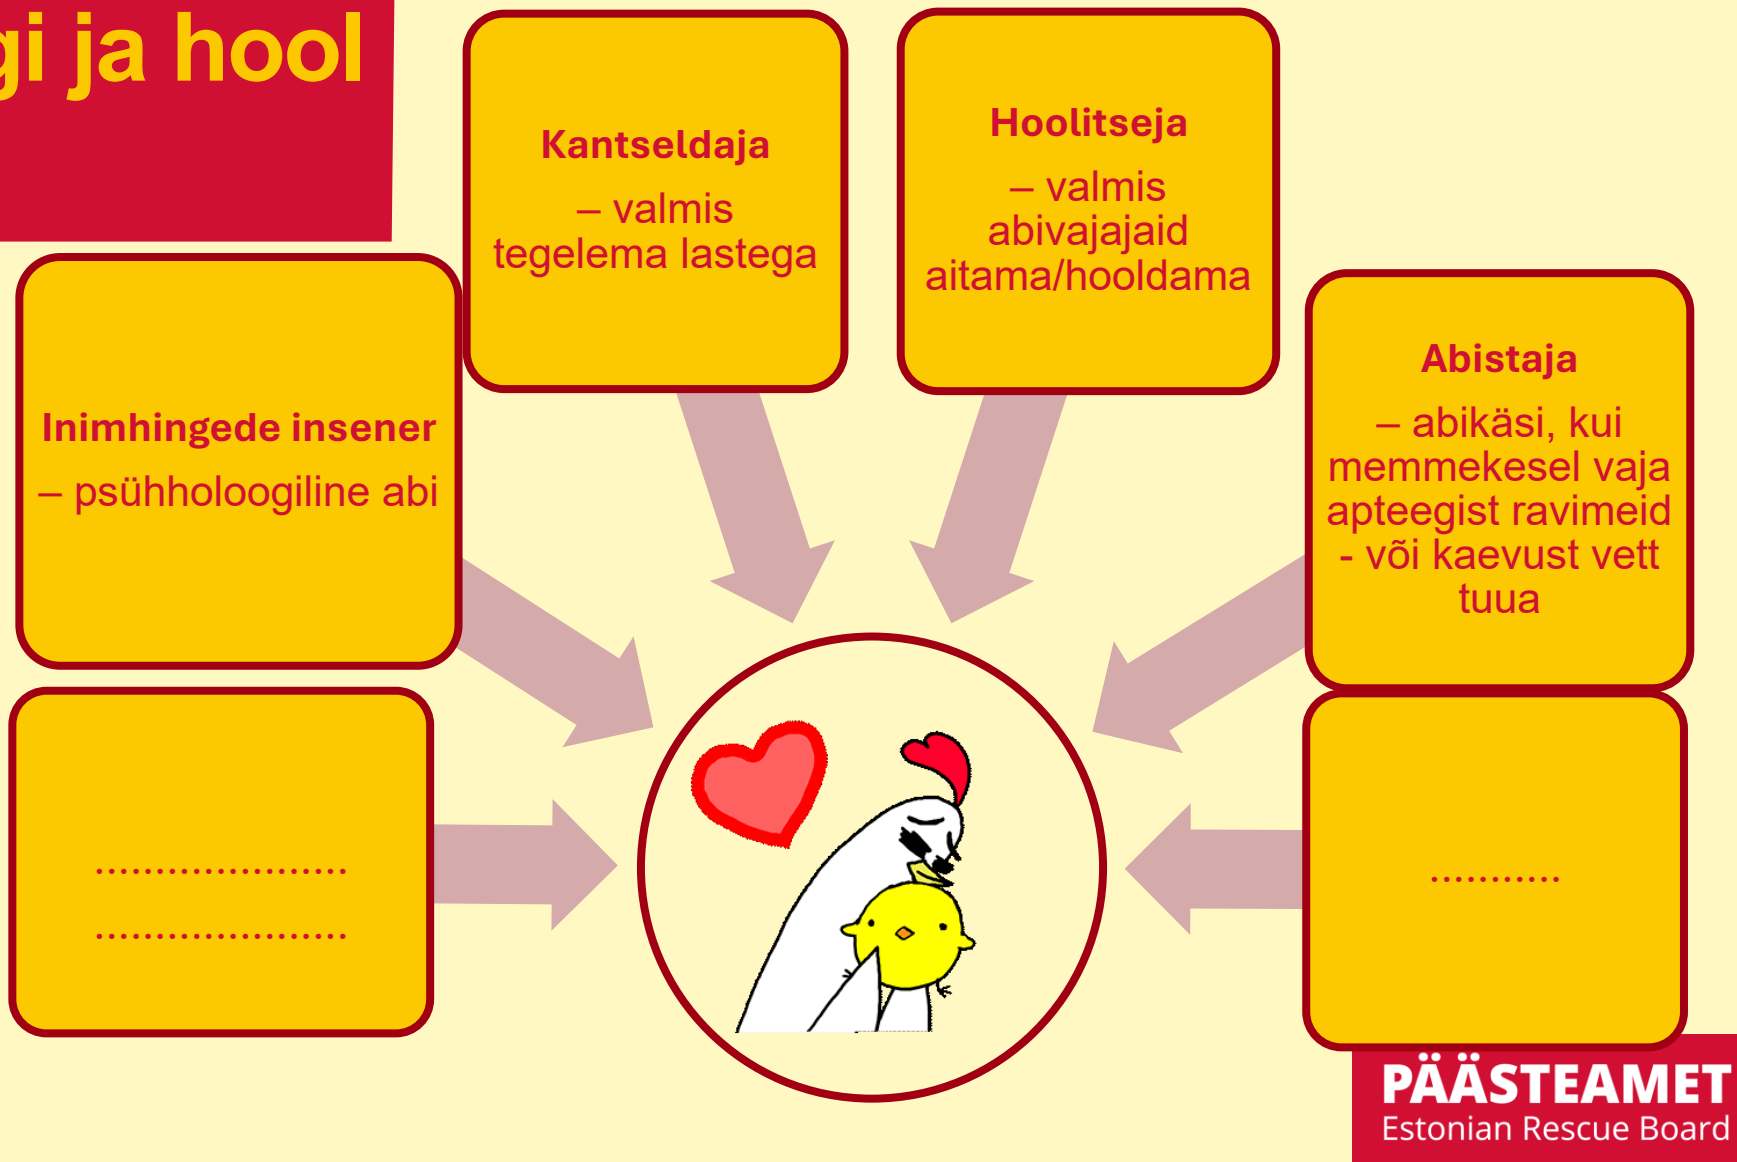 gi ja hool
Kantseldaja
– valmis
tegelema lastega
Hoolitseja
– valmis
abivajajaid
aitama/hooldama
Inimhingede insener
– psühholoogiline abi
Abistaja
– abikäsi, kui
memmekesel vaja
apteegist ravimeid
- või kaevust vett
tuua
.....................
.....................
...........
PÄÄSTEAMET
Estonian Rescue Board